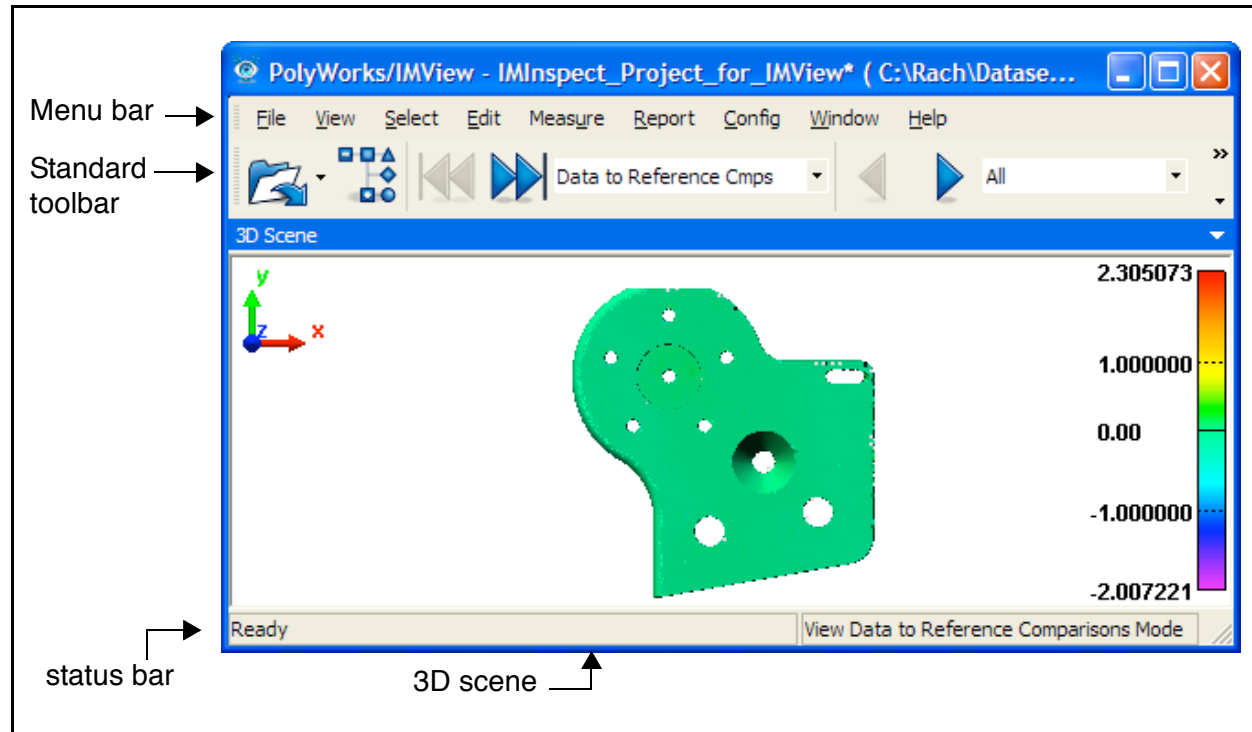 PolyWorks/IMView - IMInspect_Project_for_IMView* ( C:\Rach\Datase...
Menu bar
File View Select Edit Measure Report Config Window Help
Standard
toolbar
Data to Reference Cmps
All
3D Scene
y
z
x
2.305073
1.000000
0.00
-1.000000
-2.007221
Ready
View Data to Reference Comparisons Mode
status bar
3D scene